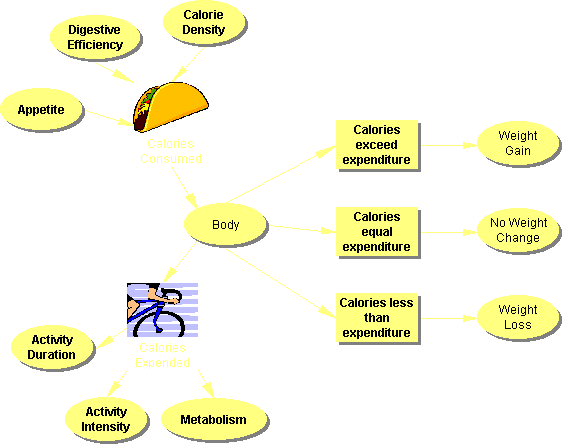 Digestive
Efficiency
Calorie
Density
Appetite
Calories
Consumed
Calories
exceed
expenditure
Weight
Gain
Body
Calories
equal
expenditure
No Weight
Change
Calories less
than
expenditure
Weight
Loss
Calories
Expended
Activity
Duration
Activity
Intensity
Metabolism